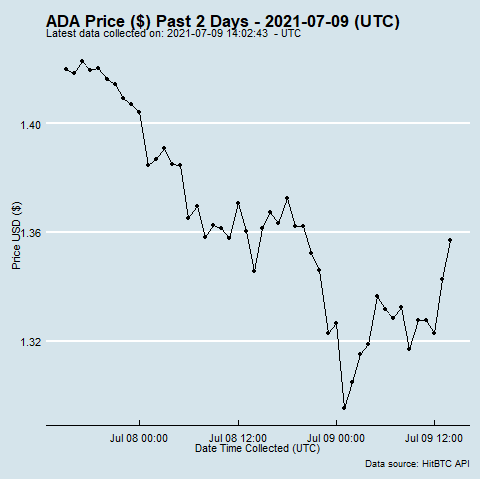 ADA Price ($) Past 2 Days - 2021-07-09 (UTC)
Latest data collected on: 2021-07-09 14:02:43 - UTC
1.40
1.36
1.32
Price USD ($)
Jul 08 00:00 Jul 08 12:00 Jul 09 00:00 Jul 09 12:00
Date Time Collected (UTC)
Data source: HitBTC API